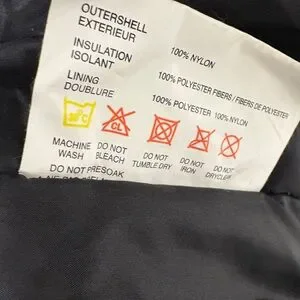 OUTERSHELL
EXTERIEUR
100% NYLON
INSULATION
ISOLANT
100% POLYESTER FIBERS / FIBRES DE POLYESTER
LINING
DOUBLURE
100% POLYESTER 100% NYLON
CL
MACHINE WASH
DO NOT BLEACH
DO NOT TUMBLE DRY
DO NOT IRON
DO NOT DRYCLEAN
DO NOT PRESOAK